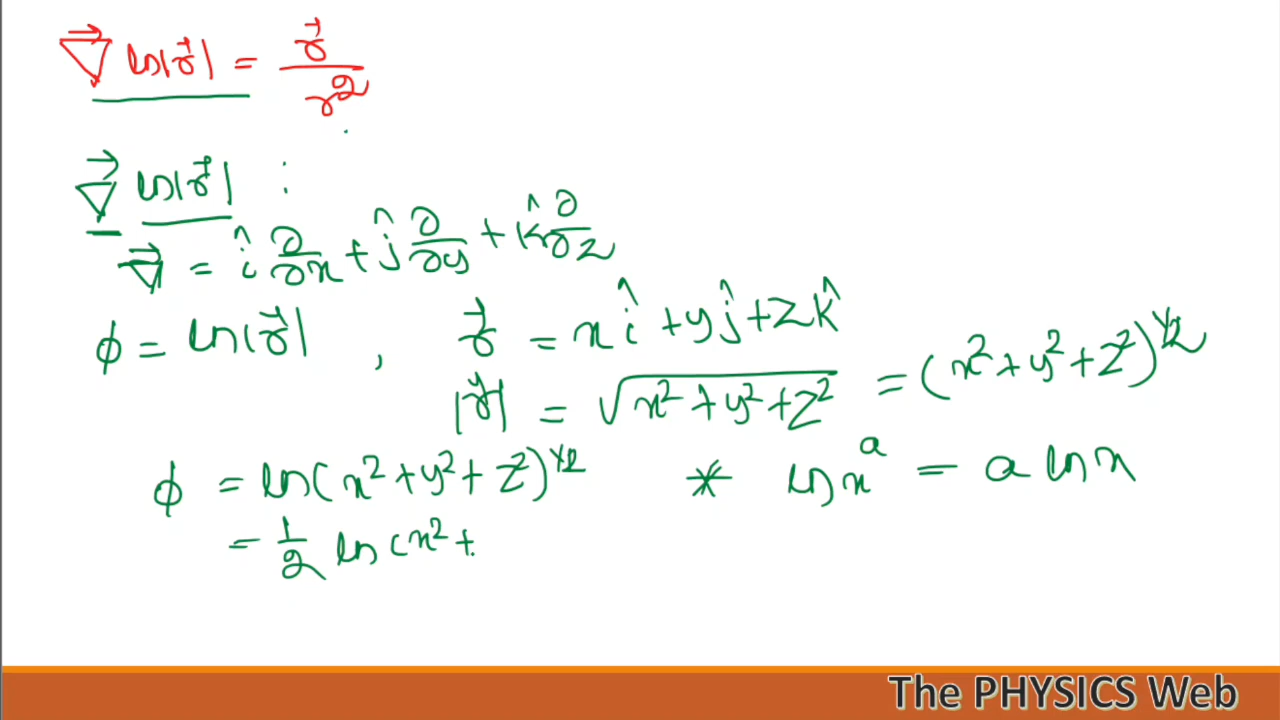 ∇⃗ ln|r⃗| = r⃗ / r²
∇⃗ ln|r⃗| :
∇⃗ = î ∂/∂x + ĵ ∂/∂y + k̂ ∂/∂z
ϕ = ln|r⃗| , r⃗ = xî + yĵ + zk̂
|r⃗| = √(x² + y² + z²) = (x² + y² + z²)^1/2
ϕ = ln(x² + y² + z²)^1/2 * ln x^a = a ln x
= 1/2 ln(x² +
The PHYSICS Web